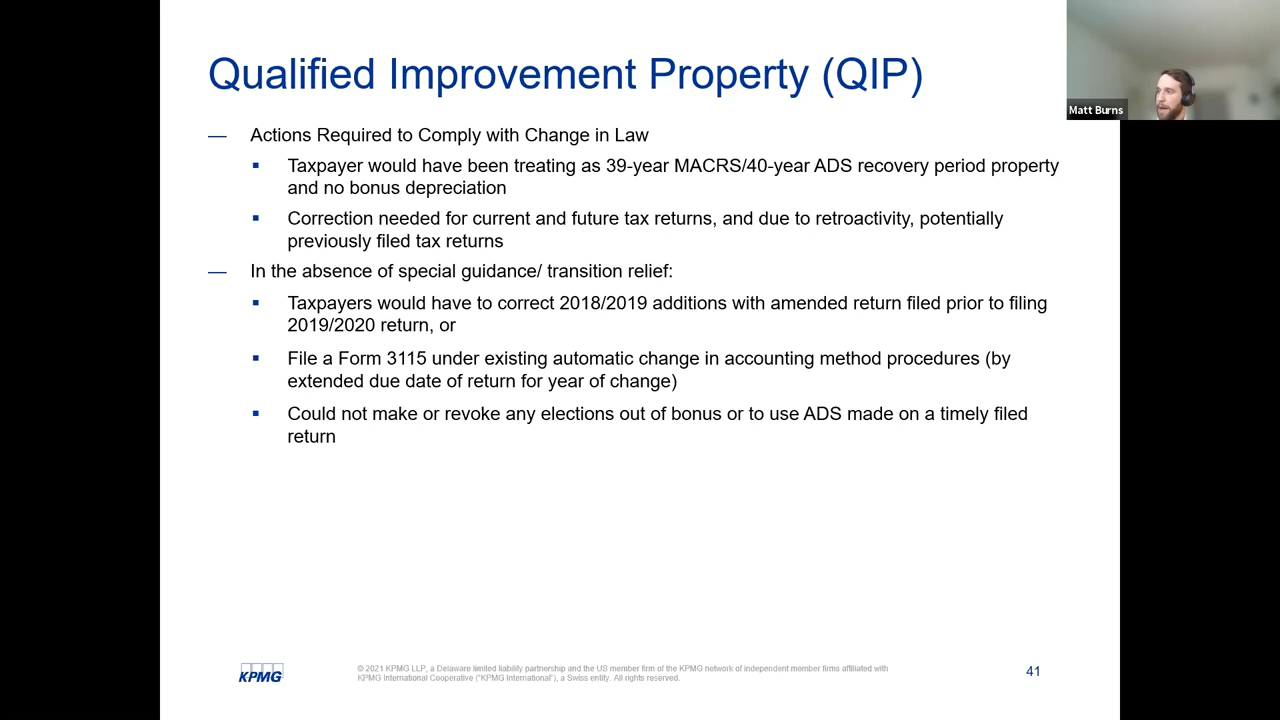 Qualified Improvement Property (QIP)
Matt Burns
— Actions Required to Comply with Change in Law
▪ Taxpayer would have been treating as 39-year MACRS/40-year ADS recovery period property
and no bonus depreciation
▪ Correction needed for current and future tax returns, and due to retroactivity, potentially
previously filed tax returns
— In the absence of special guidance/ transition relief:
▪ Taxpayers would have to correct 2018/2019 additions with amended return filed prior to filing
2019/2020 return, or
▪ File a Form 3115 under existing automatic change in accounting method procedures (by
extended due date of return for year of change)
▪ Could not make or revoke any elections out of bonus or to use ADS made on a timely filed
return
KPMG
© 2021 KPMG LLP, a Delaware limited liability partnership and the US member firm of the KPMG network of independent member firms affiliated with
KPMG International Cooperative ("KPMG International"), a Swiss entity. All rights reserved.
41